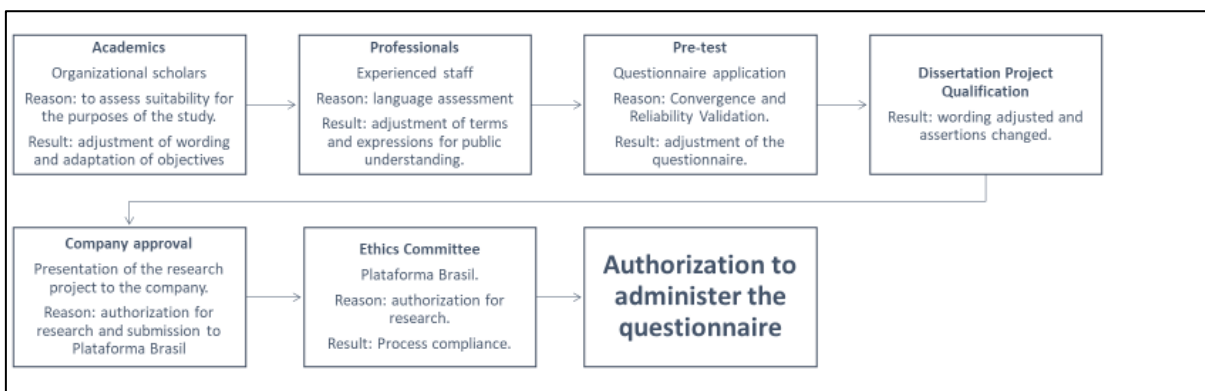 Academics
Organizational scholars
Reason: to assess suitability for
the purposes of the study.
Result: adjustment of wording
and adaptation of objectives
Professionals
Experienced staff
Reason: language assessment
Result: adjustment of terms
and expressions for public
understanding.
Pre-test
Questionnaire application
Reason: Convergence and
Reliability Validation.
Result: adjustment of the
questionnaire.
Dissertation Project
Qualification
Result: wording adjusted and
assertions changed.
Company approval
Presentation of the research
project to the company.
Reason: authorization for
research and submission to
Plataforma Brasil
Ethics Committee
Plataforma Brasil.
Reason: authorization for
research.
Result: Process compliance.
Authorization to
administer the
questionnaire